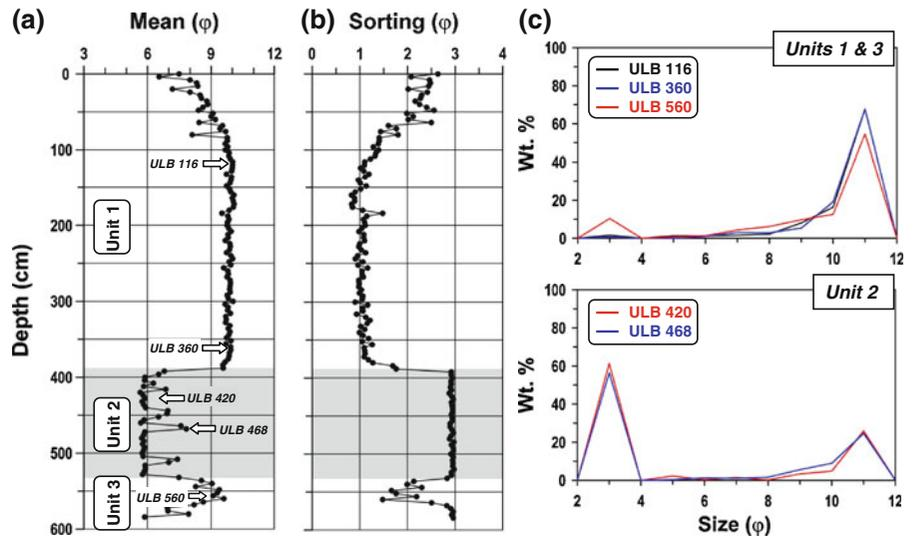 (a) Mean (φ)
3 6 9 12
0
100
200
300
400
500
600
Depth (cm)
Unit 1
Unit 2
Unit 3
ULB 116
ULB 360
ULB 420
ULB 468
ULB 560
(b) Sorting (φ)
0 1 2 3 4
(c)
Units 1 & 3
ULB 116
ULB 360
ULB 560
Wt. %
100
80
60
40
20
0
2 4 6 8 10 12
Unit 2
ULB 420
ULB 468
Wt. %
100
80
60
40
20
0
2 4 6 8 10 12
Size (φ)